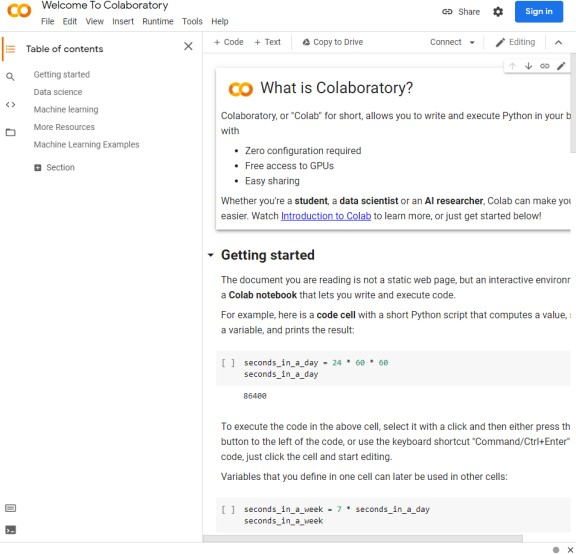 Welcome To Colaboratory
File Edit View Insert Runtime Tools Help
Share
Sign in
Table of contents
Getting started
Data science
Machine learning
More Resources
Machine Learning Examples
Section
+ Code + Text Copy to Drive Connect Editing
What is Colaboratory?
Colaboratory, or "Colab" for short, allows you to write and execute Python in your b
with
• Zero configuration required
• Free access to GPUs
• Easy sharing
Whether you're a student, a data scientist or an AI researcher, Colab can make you
easier. Watch Introduction to Colab to learn more, or just get started below!
Getting started
The document you are reading is not a static web page, but an interactive environ
a Colab notebook that lets you write and execute code.
For example, here is a code cell with a short Python script that computes a value,
a variable, and prints the result:
[ ] seconds_in_a_day = 24 * 60 * 60
seconds_in_a_day
86400
To execute the code in the above cell, select it with a click and then either press th
button to the left of the code, or use the keyboard shortcut "Command/Ctrl+Enter"
code, just click the cell and start editing.
Variables that you define in one cell can later be used in other cells:
[ ] seconds_in_a_week = 7 * seconds_in_a_day
seconds_in_a_week